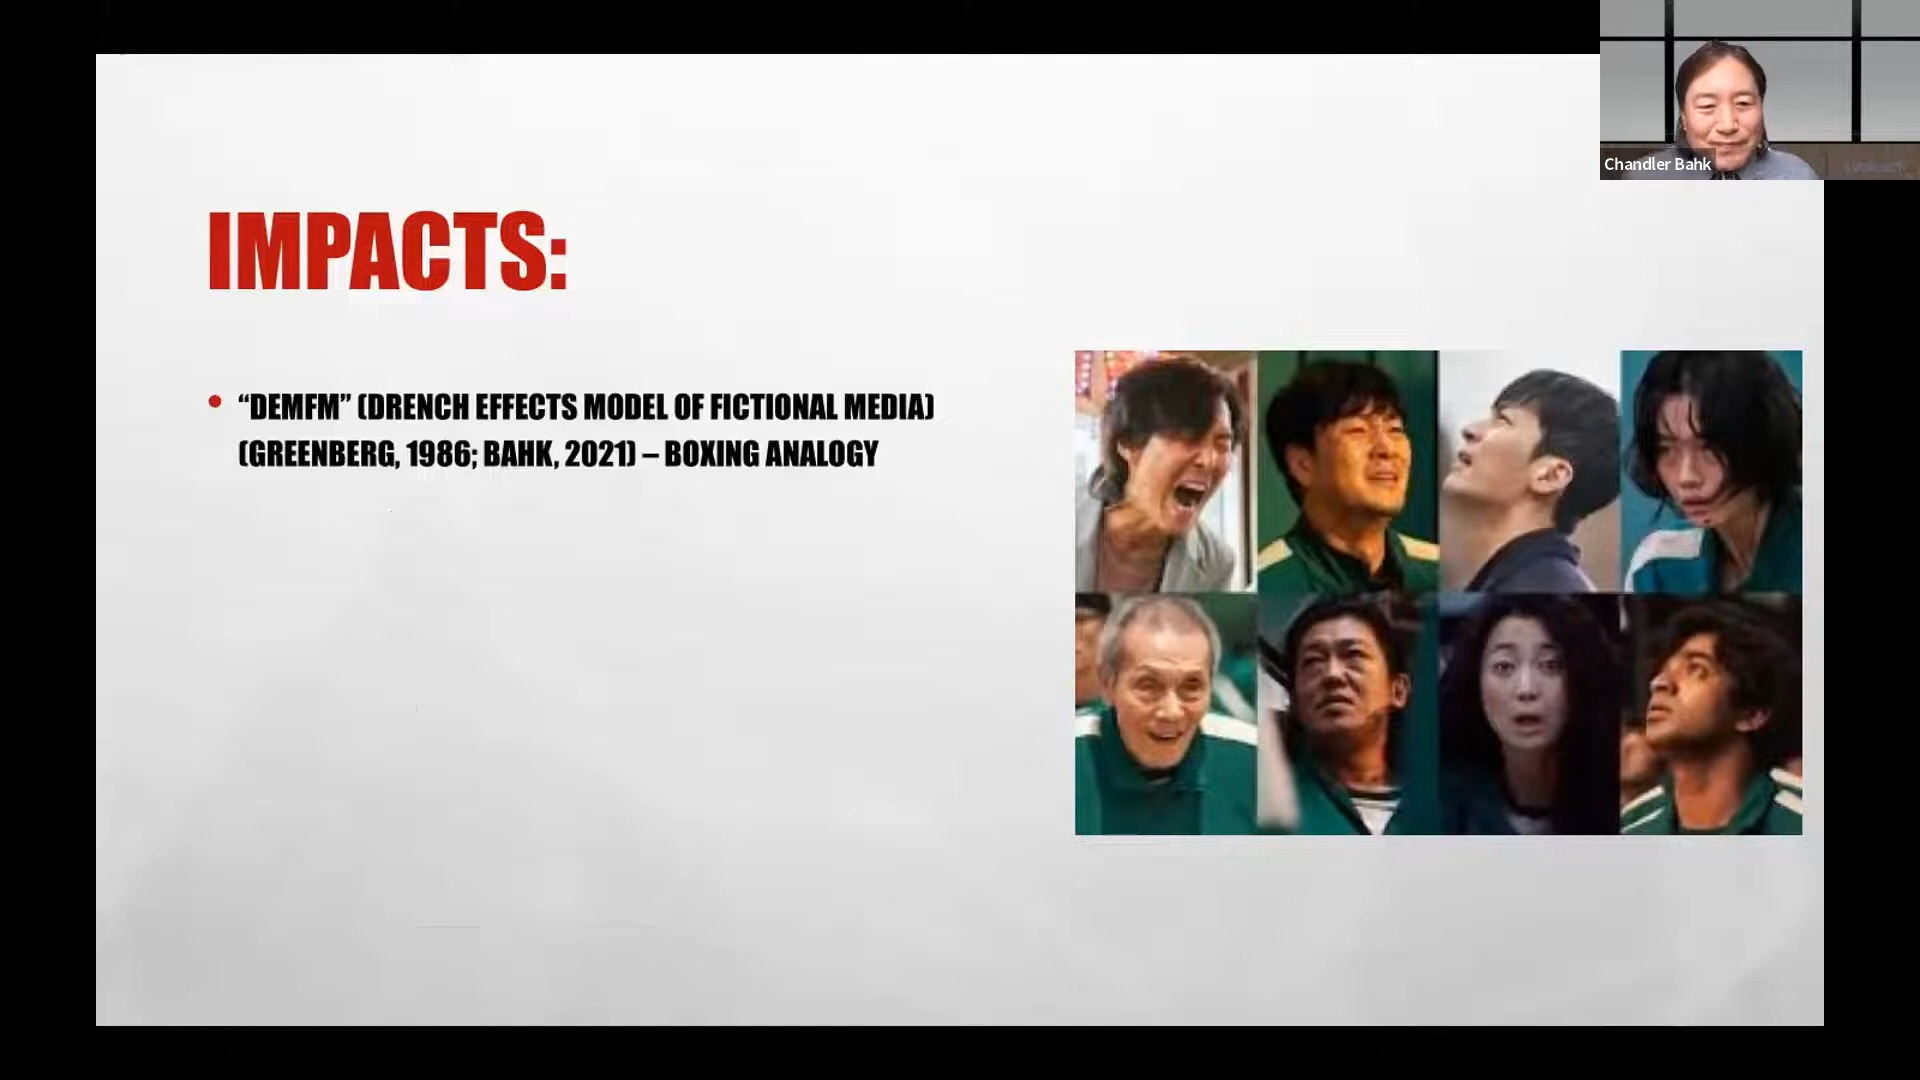 Chandler Bahk
IMPACTS:
“DEMFM” (DRENCH EFFECTS MODEL OF FICTIONAL MEDIA)
(GREENBERG, 1986; BAHK, 2021) – BOXING ANALOGY